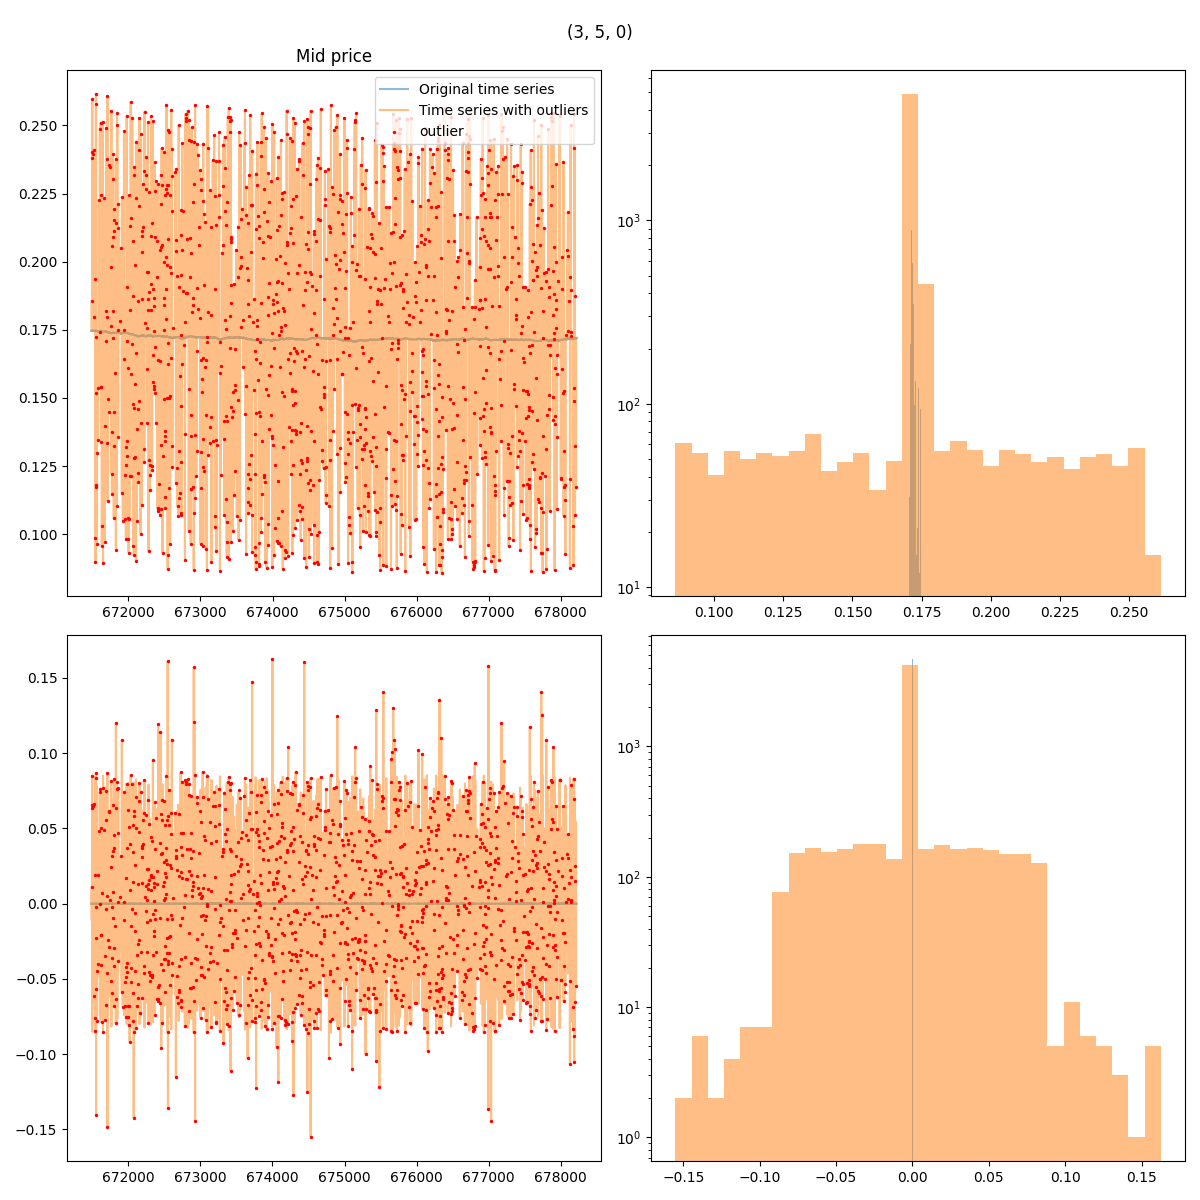 (3, 5, 0)
Mid price
Original time series
Time series with outliers
outlier
0.250
0.225
0.200
0.175
0.150
0.125
0.100
672000 673000 674000 675000 676000 677000 678000
10³
10²
10¹
0.100 0.125 0.150 0.175 0.200 0.225 0.250
0.15
0.10
0.05
0.00
−0.05
−0.10
−0.15
672000 673000 674000 675000 676000 677000 678000
10³
10²
10¹
10⁰
−0.15 −0.10 −0.05 0.00 0.05 0.10 0.15